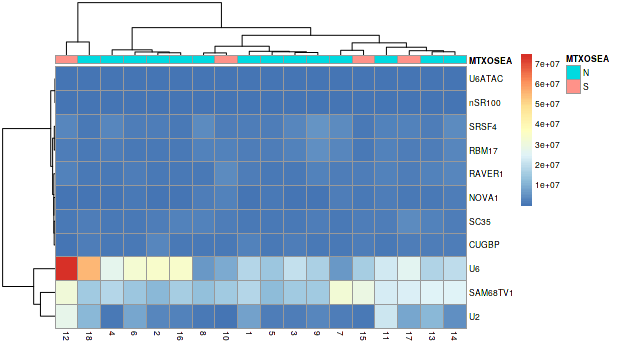 MTXOSEA
U6ATAC
nSR100
SRSF4
RBM17
RAVER1
NOVA1
SC35
CUGBP
U6
SAM68TV1
U2
12 18 4 6 2 16 8 10 1 5 3 9 7 15 11 17 13 14
7e+07
6e+07
5e+07
4e+07
3e+07
2e+07
1e+07
MTXOSEA
N
S